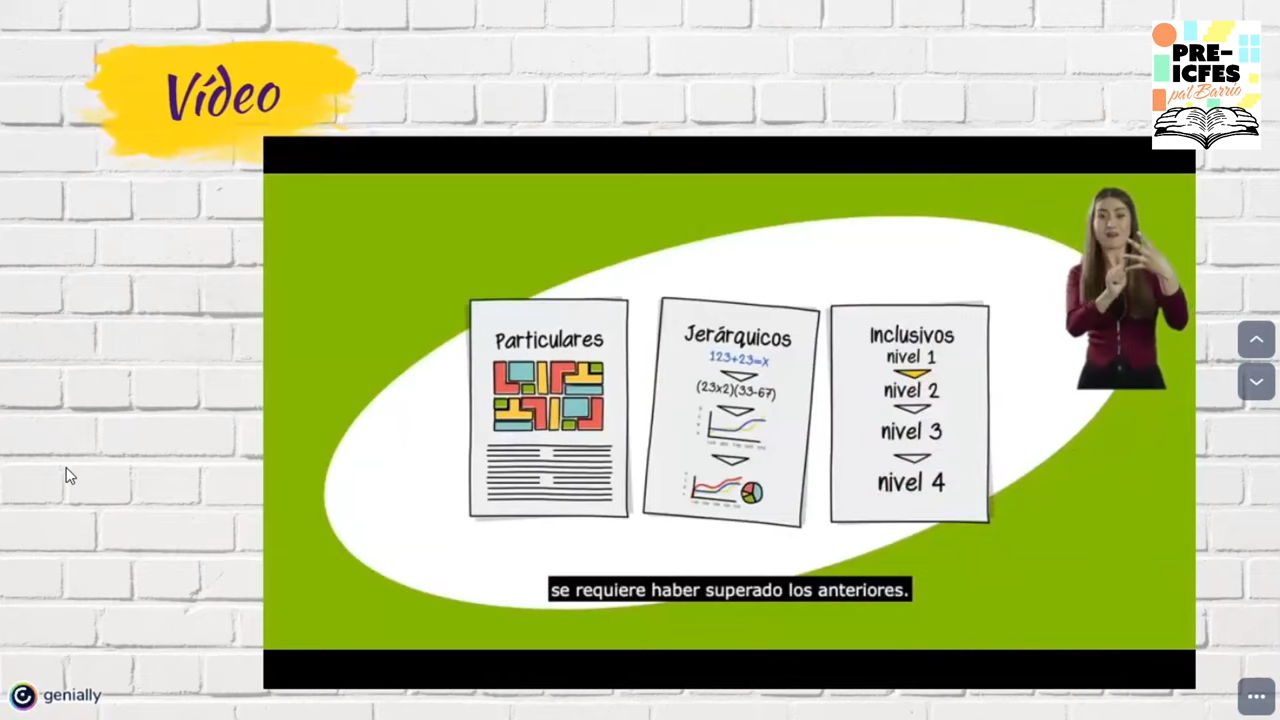 Vídeo
PRE-
ICFES
pa'l Barrio
Particulares
Jerárquicos
123+23=x
(23x2)(33-67)
Inclusivos
nivel 1
nivel 2
nivel 3
nivel 4
se requiere haber superado los anteriores.
genially